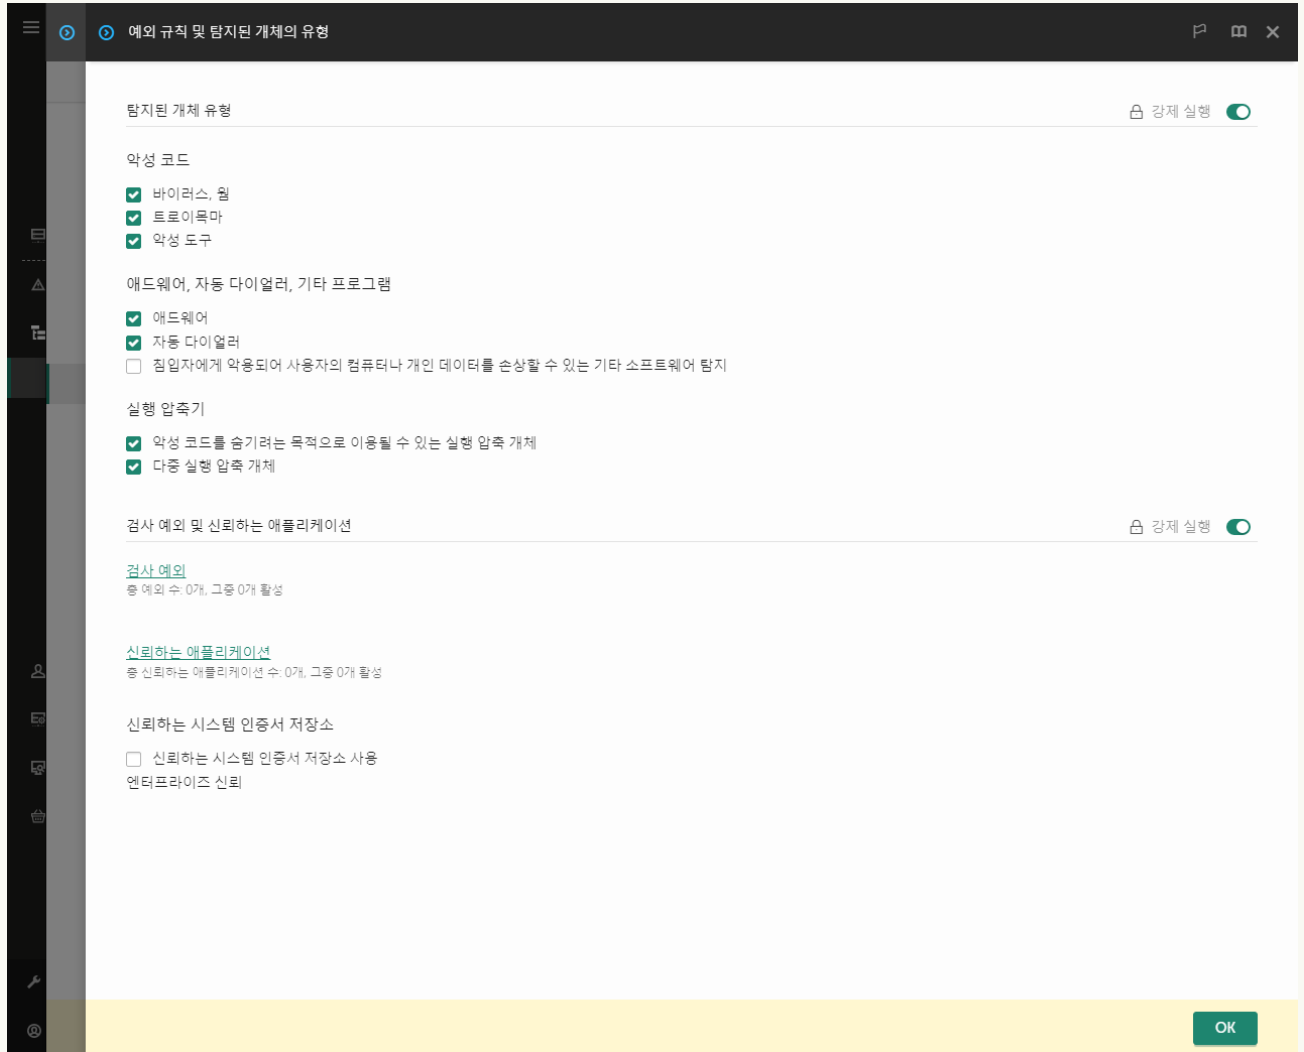 예외 규칙 및 탐지된 개체의 유형
탐지된 개체 유형
강제 실행
악성 코드
바이러스, 웜
트로이목마
악성 도구
애드웨어, 자동 다이얼러, 기타 프로그램
애드웨어
자동 다이얼러
침입자에게 악용되어 사용자의 컴퓨터나 개인 데이터를 손상할 수 있는 기타 소프트웨어 탐지
실행 압축기
악성 코드를 숨기려는 목적으로 이용될 수 있는 실행 압축 개체
다중 실행 압축 개체
검사 예외 및 신뢰하는 애플리케이션
강제 실행
검사 예외
총 예외 수: 0개, 그중 0개 활성
신뢰하는 애플리케이션
총 신뢰하는 애플리케이션 수: 0개, 그중 0개 활성
신뢰하는 시스템 인증서 저장소
신뢰하는 시스템 인증서 저장소 사용
엔터프라이즈 신뢰
OK